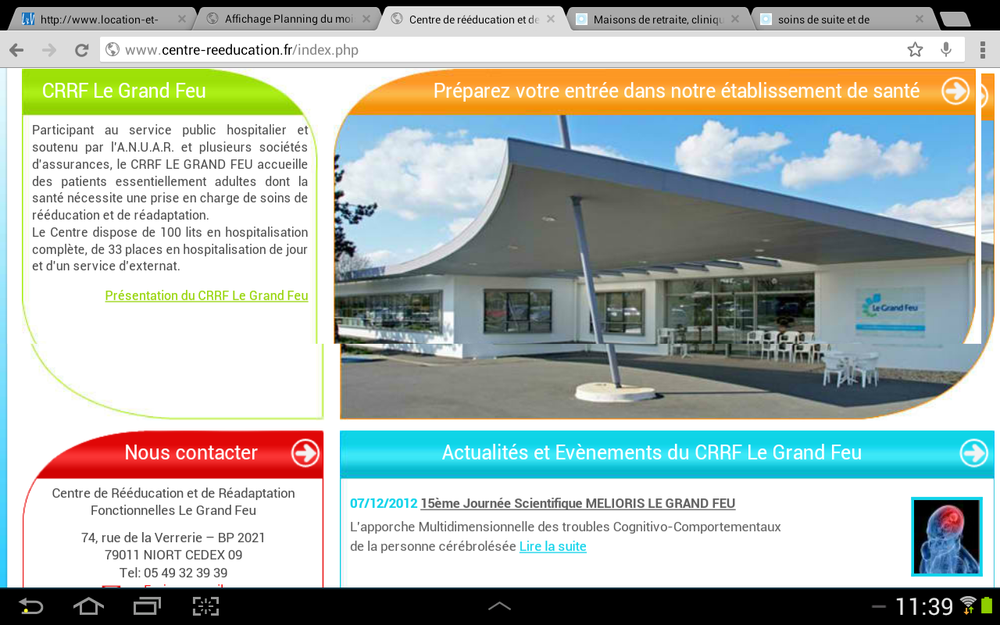 http://www.location-et-
Affichage Planning du moi
Centre de rééducation et de
Maisons de retraite, cliniqu
soins de suite et de
www.centre-reeducation.fr/index.php
CRRF Le Grand Feu
Participant au service public hospitalier et
soutenu par l'A.N.U.A.R. et plusieurs sociétés
d'assurances, le CRRF LE GRAND FEU accueille
des patients essentiellement adultes dont la
santé nécessite une prise en charge de soins de
rééducation et de réadaptation.
Le Centre dispose de 100 lits en hospitalisation
complète, de 33 places en hospitalisation de jour
et d'un service d'externat.
Présentation du CRRF Le Grand Feu
Préparez votre entrée dans notre établissement de santé
Le Grand Feu
Nous contacter
Centre de Rééducation et de Réadaptation
Fonctionnelles Le Grand Feu
74, rue de la Verrerie – BP 2021
79011 NIORT CEDEX 09
Tel: 05 49 32 39 39
Actualités et Evènements du CRRF Le Grand Feu
07/12/2012 15ème Journée Scientifique MELIORIS LE GRAND FEU
L'apporche Multidimensionnelle des troubles Cognitivo-Comportementaux
de la personne cérébrolésée Lire la suite
11:39